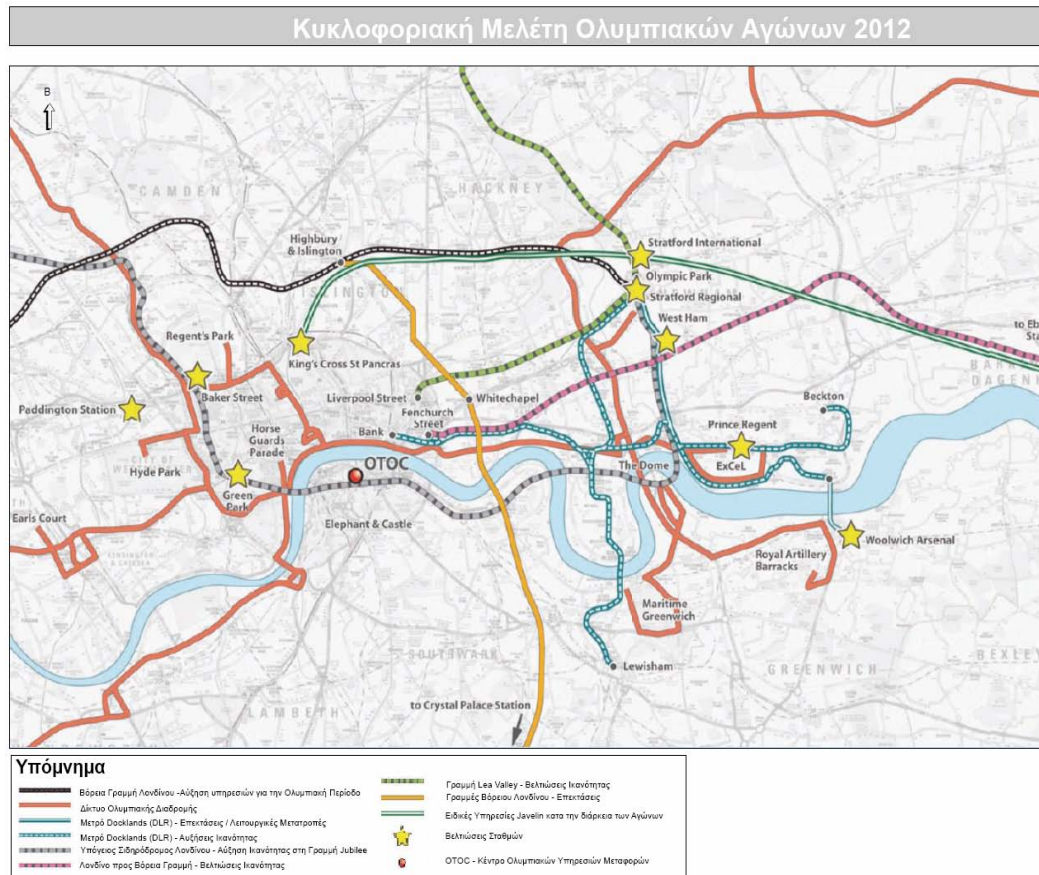 Κυκλοφοριακή Μελέτη Ολυμπιακών Αγώνων 2012
Β
CAMDEN
HACKNEY
Highbury
& Islington
Stratford International
Olympic Park
Stratford Regional
West Ham
ISLINGTON
NEWHAM
to Eb
Sta
BARK
DAGENH
Regent's Park
King's Cross St Pancras
Baker Street
Paddington Station
Liverpool Street
Fenchurch
Street
Whitechapel
Bank
Beckton
Prince Regent
ExCeL
Horse
Guards
Parade
OTOC
The Dome
CITY OF
Hyde Park
Green
Park
Earls Court
Elephant & Castle
Woolwich Arsenal
Royal Artillery
Barracks
Maritime
Greenwich
SOUTHWARK
Lewisham
GREENWICH
BEXLEY
LAMBETH
to Crystal Palace Station
Υπόμνημα
Βόρεια Γραμμή Λονδίνου -Αύξηση υπηρεσιών για την Ολυμπιακή Περίοδο
Δίκτυο Ολυμπιακής Διαδρομής
Μετρό Docklands (DLR) - Επεκτάσεις / Λειτουργικές Μετατροπές
Μετρό Docklands (DLR) - Αυξήσεις Ικανότητας
Υπόγειος Σιδηρόδρομος Λονδίνου - Αύξηση Ικανότητας στη Γραμμή Jubilee
Λονδίνο προς Βόρεια Γραμμή - Βελτιώσεις Ικανότητας
Γραμμή Lea Valley - Βελτιώσεις Ικανότητας
Γραμμές Βόρειου Λονδίνου - Επεκτάσεις
Ειδικές Υπηρεσίες Javelin κατα την διάρκεια των Αγώνων
Βελτιώσεις Σταθμών
OTOC - Κέντρο Ολυμπιακών Υπηρεσιών Μεταφορών